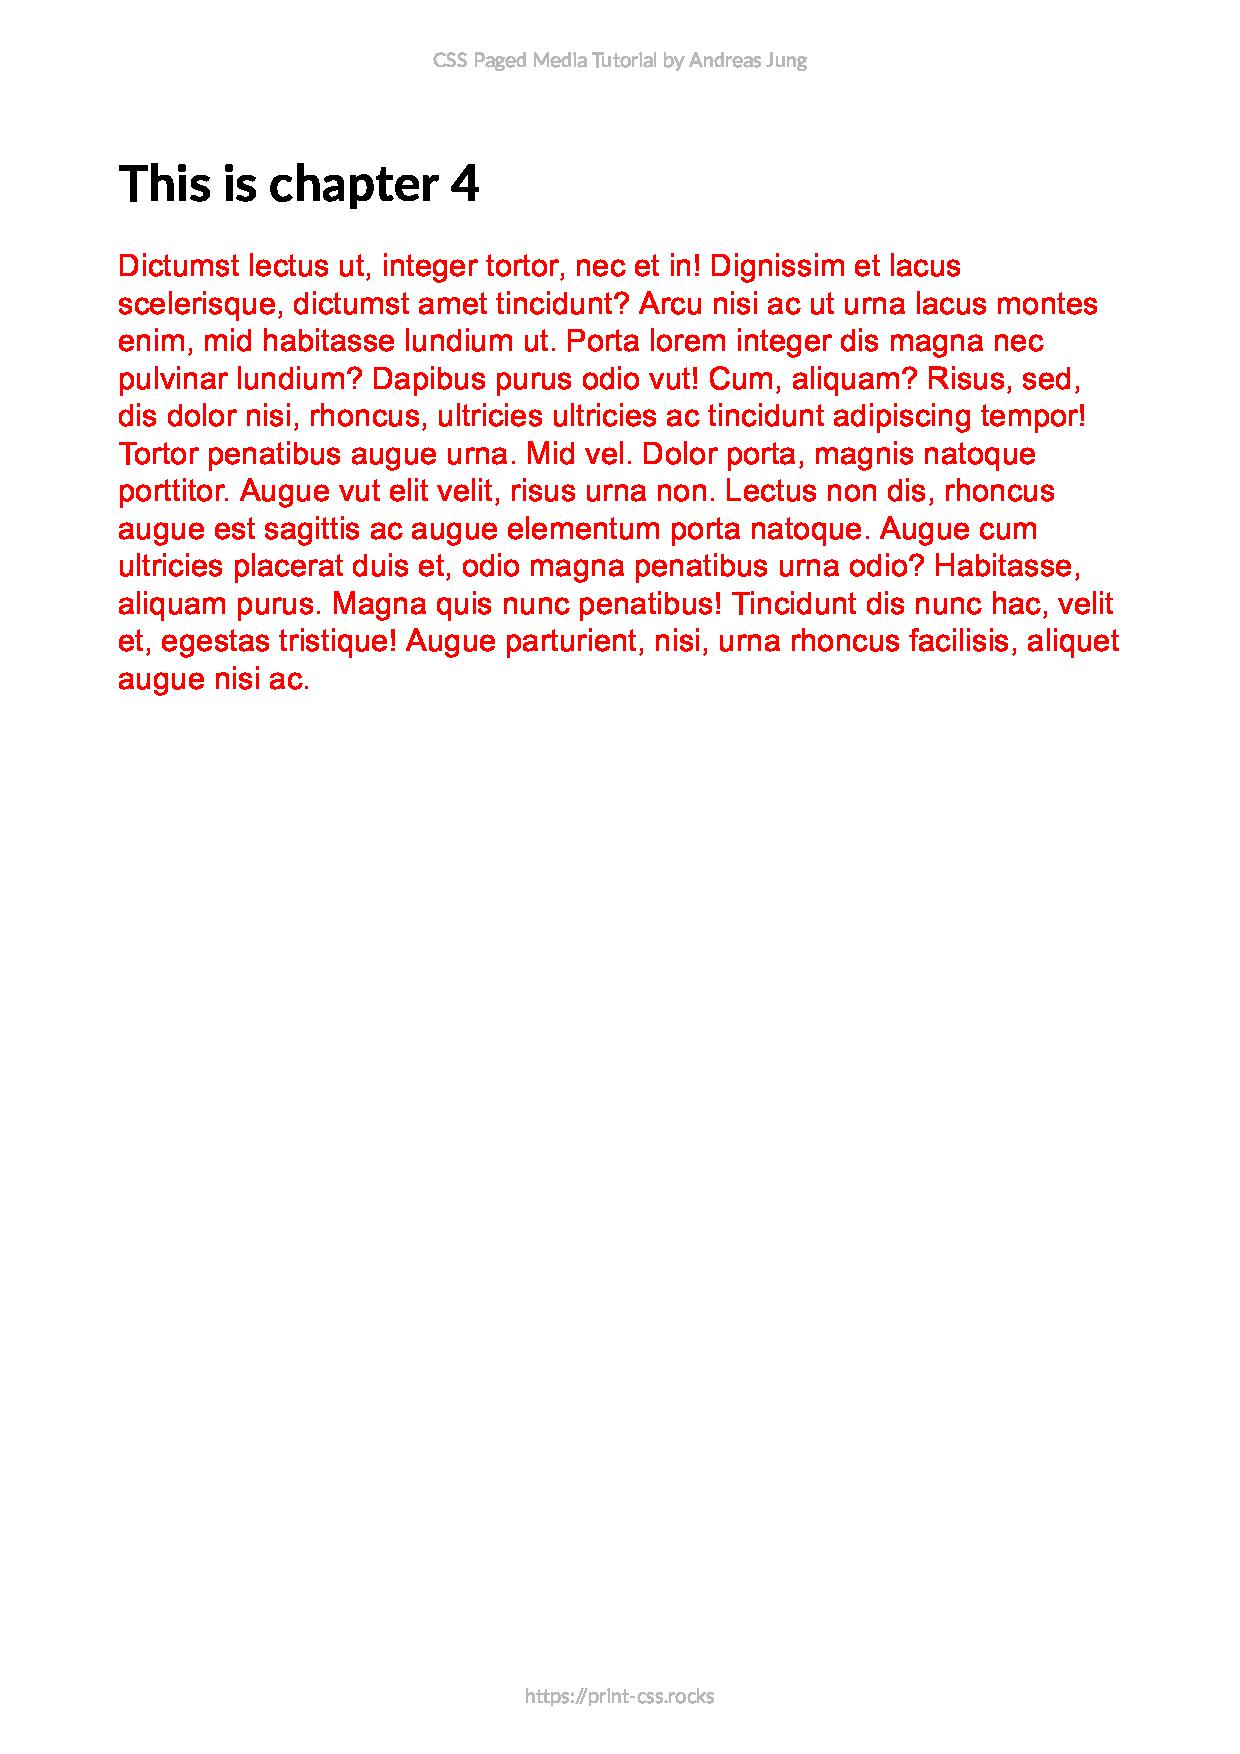 CSS Paged Media Tutorial by Andreas Jung
This is chapter 4
Dictumst lectus ut, integer tortor, nec et in! Dignissim et lacus
scelerisque, dictumst amet tincidunt? Arcu nisi ac ut urna lacus montes
enim, mid habitasse lundium ut. Porta lorem integer dis magna nec
pulvinar lundium? Dapibus purus odio vut! Cum, aliquam? Risus, sed,
dis dolor nisi, rhoncus, ultricies ultricies ac tincidunt adipiscing tempor!
Tortor penatibus augue urna. Mid vel. Dolor porta, magnis natoque
porttitor. Augue vut elit velit, risus urna non. Lectus non dis, rhoncus
augue est sagittis ac augue elementum porta natoque. Augue cum
ultricies placerat duis et, odio magna penatibus urna odio? Habitasse,
aliquam purus. Magna quis nunc penatibus! Tincidunt dis nunc hac, velit
et, egestas tristique! Augue parturient, nisi, urna rhoncus facilisis, aliquet
augue nisi ac.
https://print-css.rocks